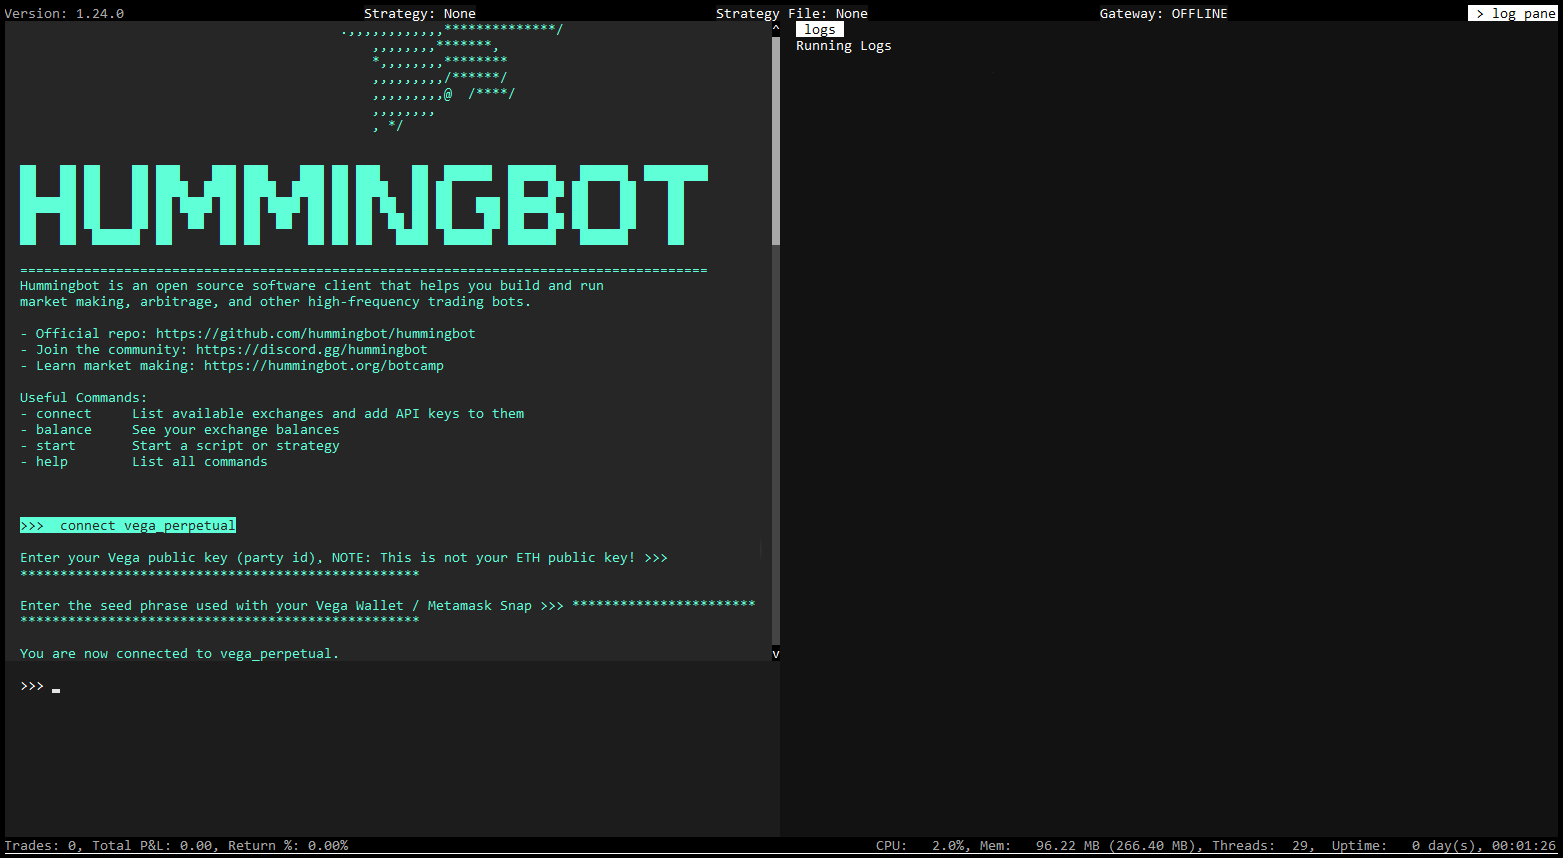 Version: 1.24.0 Strategy: None Strategy File: None Gateway: OFFLINE > log pane
.,,,,,,,,,,,,**************/
,,,,,,,,*******,
*,,,,,,,,********
,,,,,,,,,/******/
,,,,,,,,,@  /****/
,,,,,,,,
, */
HUMMINGBOT
======================================================================================
Hummingbot is an open source software client that helps you build and run
market making, arbitrage, and other high-frequency trading bots.
- Official repo: https://github.com/hummingbot/hummingbot
- Join the community: https://discord.gg/hummingbot
- Learn market making: https://hummingbot.org/botcamp
Useful Commands:
- connect     List available exchanges and add API keys to them
- balance     See your exchange balances
- start       Start a script or strategy
- help        List all commands
>>>  connect vega_perpetual
Enter your Vega public key (party id), NOTE: This is not your ETH public key! >>>
**************************************************
Enter the seed phrase used with your Vega Wallet / Metamask Snap >>> ***********************
**************************************************
You are now connected to vega_perpetual.
>>> _
^
v
logs
Running Logs
Trades: 0, Total P&L: 0.00, Return %: 0.00% CPU:   2.0%, Mem:   96.22 MB (266.40 MB), Threads:  29,  Uptime:   0 day(s), 00:01:26